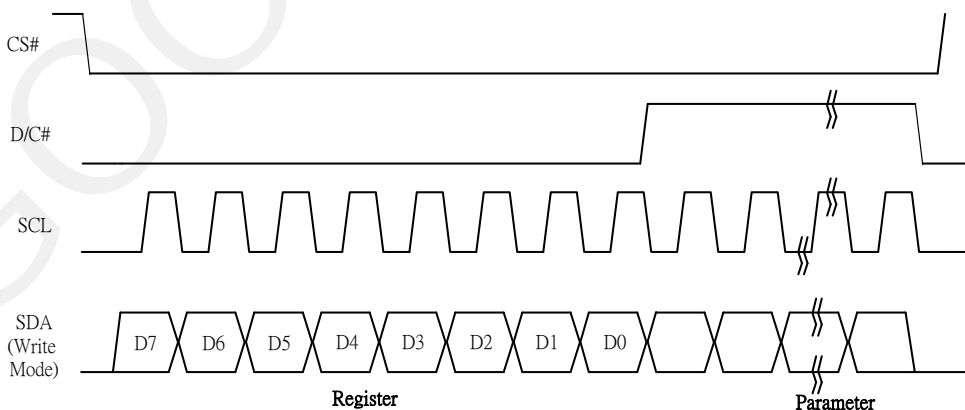 CS#
D/C#
SCL
SDA
(Write
Mode)
D7 D6 D5 D4 D3 D2 D1 D0
Register
Parameter